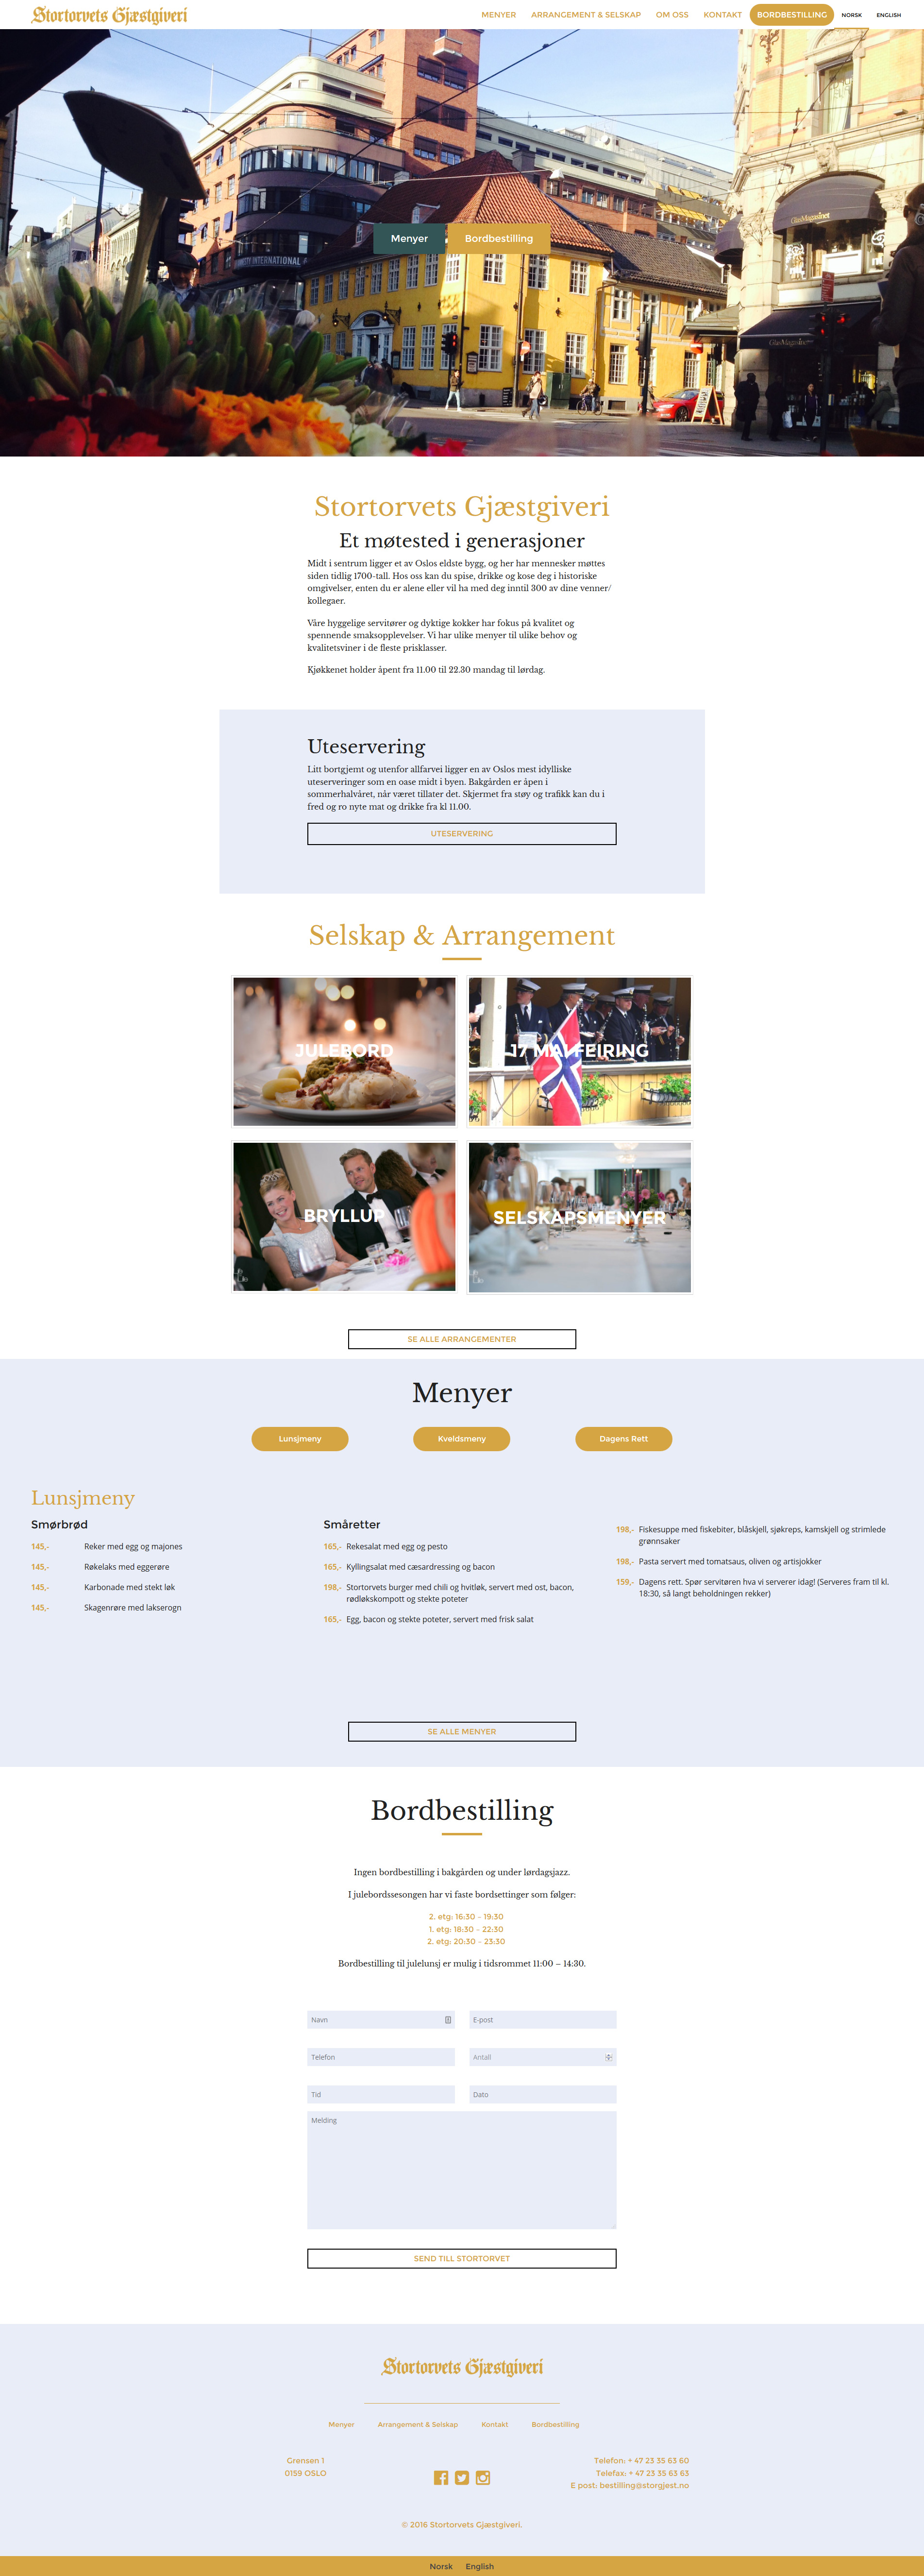 Stortorvets Gjæstgiveri
MENYER ARRANGEMENT & SELSKAP OM OSS KONTAKT BORDBESTILLING NORSK ENGLISH
GlasMagasinet
INTERNATIONAL
Menyer Bordbestilling
GlasMagasinet
Stortorvets Gjæstgiveri
Et møtested i generasjoner
Midt i sentrum ligger et av Oslos eldste bygg, og her har mennesker møttes
siden tidlig 1700-tall. Hos oss kan du spise, drikke og kose deg i historiske
omgivelser, enten du er alene eller vil ha med deg inntil 300 av dine venner/
kollegaer.
Våre hyggelige servitører og dyktige kokker har fokus på kvalitet og
spennende smaksopplevelser. Vi har ulike menyer til ulike behov og
kvalitetsviner i de fleste prisklasser.
Kjøkkenet holder åpent fra 11.00 til 22.30 mandag til lørdag.
Uteservering
Litt bortgjemt og utenfor allfarvei ligger en av Oslos mest idylliske
uteserveringer som en oase midt i byen. Bakgården er åpen i
sommerhalvåret, når været tillater det. Skjermet fra støy og trafikk kan du i
fred og ro nyte mat og drikke fra kl 11.00.
UTESERVERING
Selskap & Arrangement
JULEBORD
17 MAI FEIRING
BRYLLUP
SELSKAPSMENYER
SE ALLE ARRANGEMENTER
Menyer
Lunsjmeny Kveldsmeny Dagens Rett
Lunsjmeny
Smørbrød
145,- Reker med egg og majones
145,- Røkelaks med eggerøre
145,- Karbonade med stekt løk
145,- Skagenrøre med lakserogn
Småretter
165,- Rekesalat med egg og pesto
165,- Kyllingsalat med cæsardressing og bacon
198,- Stortorvets burger med chili og hvitløk, servert med ost, bacon,
rødløkskompott og stekte poteter
165,- Egg, bacon og stekte poteter, servert med frisk salat
198,- Fiskesuppe med fiskebiter, blåskjell, sjøkreps, kamskjell og strimlede
grønnsaker
198,- Pasta servert med tomatsaus, oliven og artisjokker
159,- Dagens rett. Spør servitøren hva vi serverer idag! (Serveres fram til kl.
18:30, så langt beholdningen rekker)
SE ALLE MENYER
Bordbestilling
Ingen bordbestilling i bakgården og under lørdagsjazz.
I julebordssesongen har vi faste bordsettinger som følger:
2. etg: 16:30 – 19:30
1. etg: 18:30 – 22:30
2. etg: 20:30 – 23:30
Bordbestilling til julelunsj er mulig i tidsrommet 11:00 – 14:30.
Navn E-post
Telefon Antall
Tid Dato
Melding
SEND TILL STORTORVET
Stortorvets Gjæstgiveri
Menyer Arrangement & Selskap Kontakt Bordbestilling
Grensen 1
0159 OSLO
Telefon: + 47 23 35 63 60
Telefax: + 47 23 35 63 63
E post: bestilling@storgjest.no
© 2016 Stortorvets Gjæstgiveri.
Norsk English